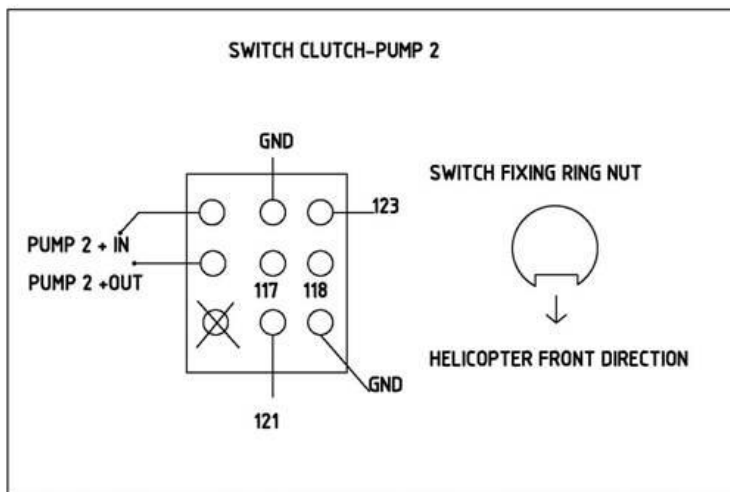 SWITCH CLUTCH-PUMP 2
GND
SWITCH FIXING RING NUT
123
PUMP 2 + IN
PUMP 2 +OUT
117
118
HELICOPTER FRONT DIRECTION
GND
121